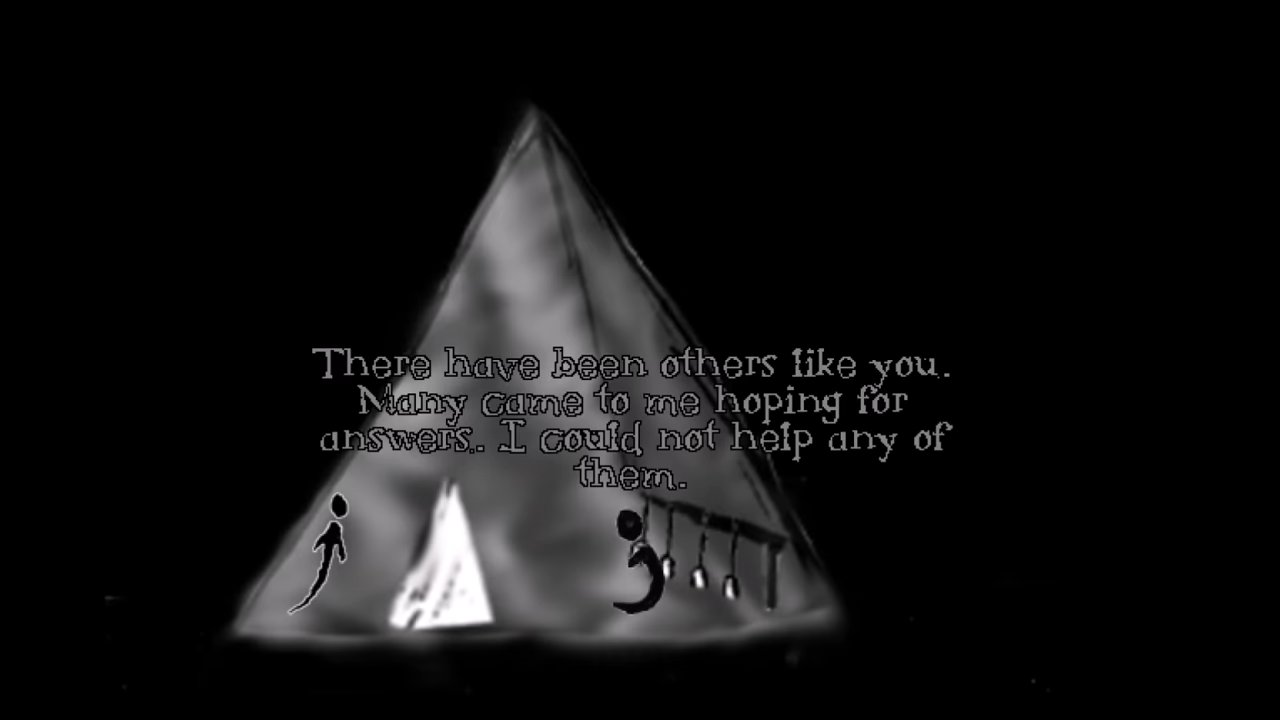 There have been others like you.
Many came to me hoping for
answers. I could not help any of
them.